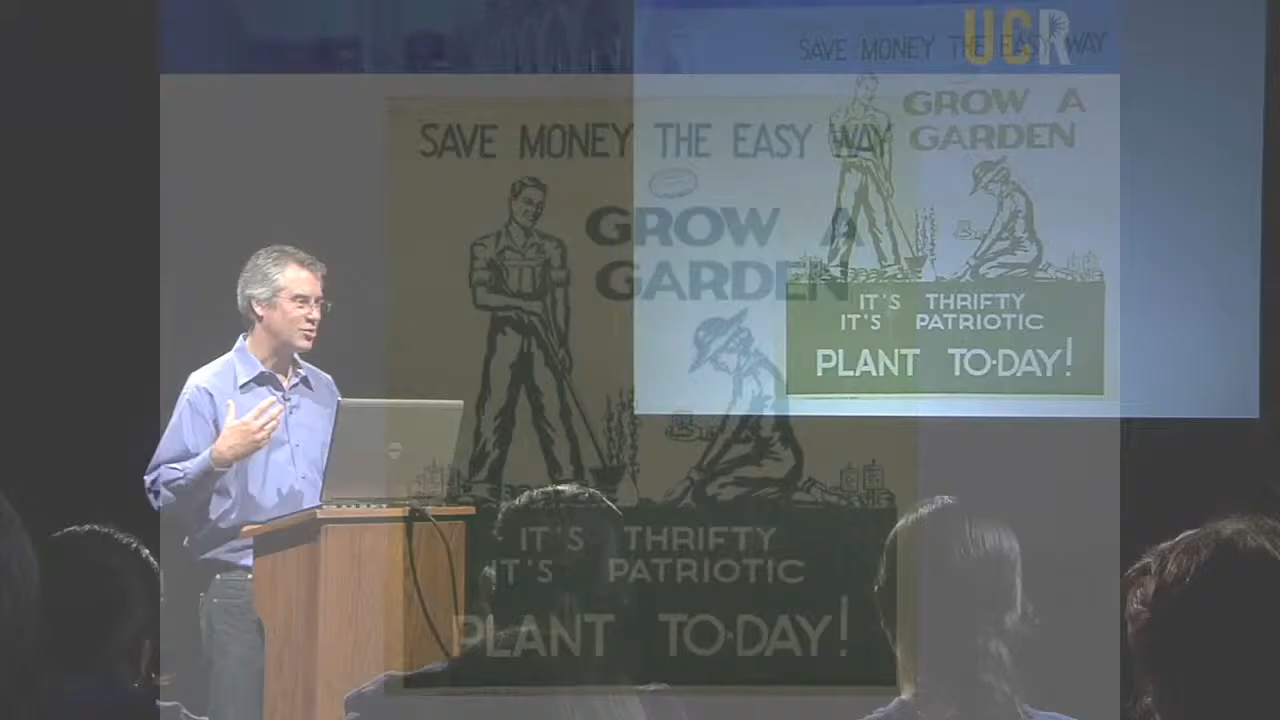 UCR
SAVE MONEY THE EASY WAY
GROW A
GARDEN
IT'S THRIFTY
IT'S PATRIOTIC
PLANT TO-DAY!
SAVE MONEY THE EASY WAY
GROW A
GARDEN
IT'S THRIFTY
IT'S PATRIOTIC
PLANT TO-DAY!